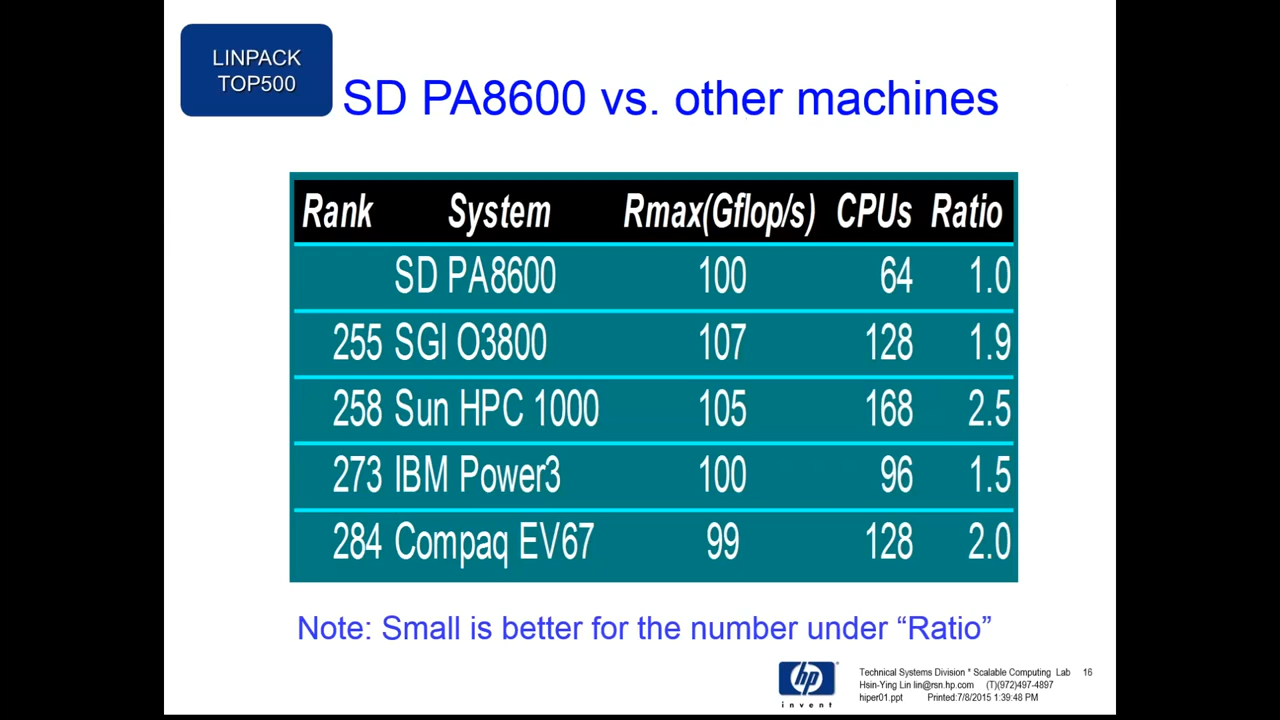 LINPACK
TOP500
SD PA8600 vs. other machines
Rank System Rmax(Gflop/s) CPUs Ratio
SD PA8600 100 64 1.0
255 SGI O3800 107 128 1.9
258 Sun HPC 1000 105 168 2.5
273 IBM Power3 100 96 1.5
284 Compaq EV67 99 128 2.0
Note: Small is better for the number under “Ratio”
hp
invent
Technical Systems Division * Scalable Computing Lab 16
Hsin-Ying Lin lin@rsn.hp.com (T)(972)497-4897
hiper01.ppt Printed:7/8/2015 1:39:48 PM